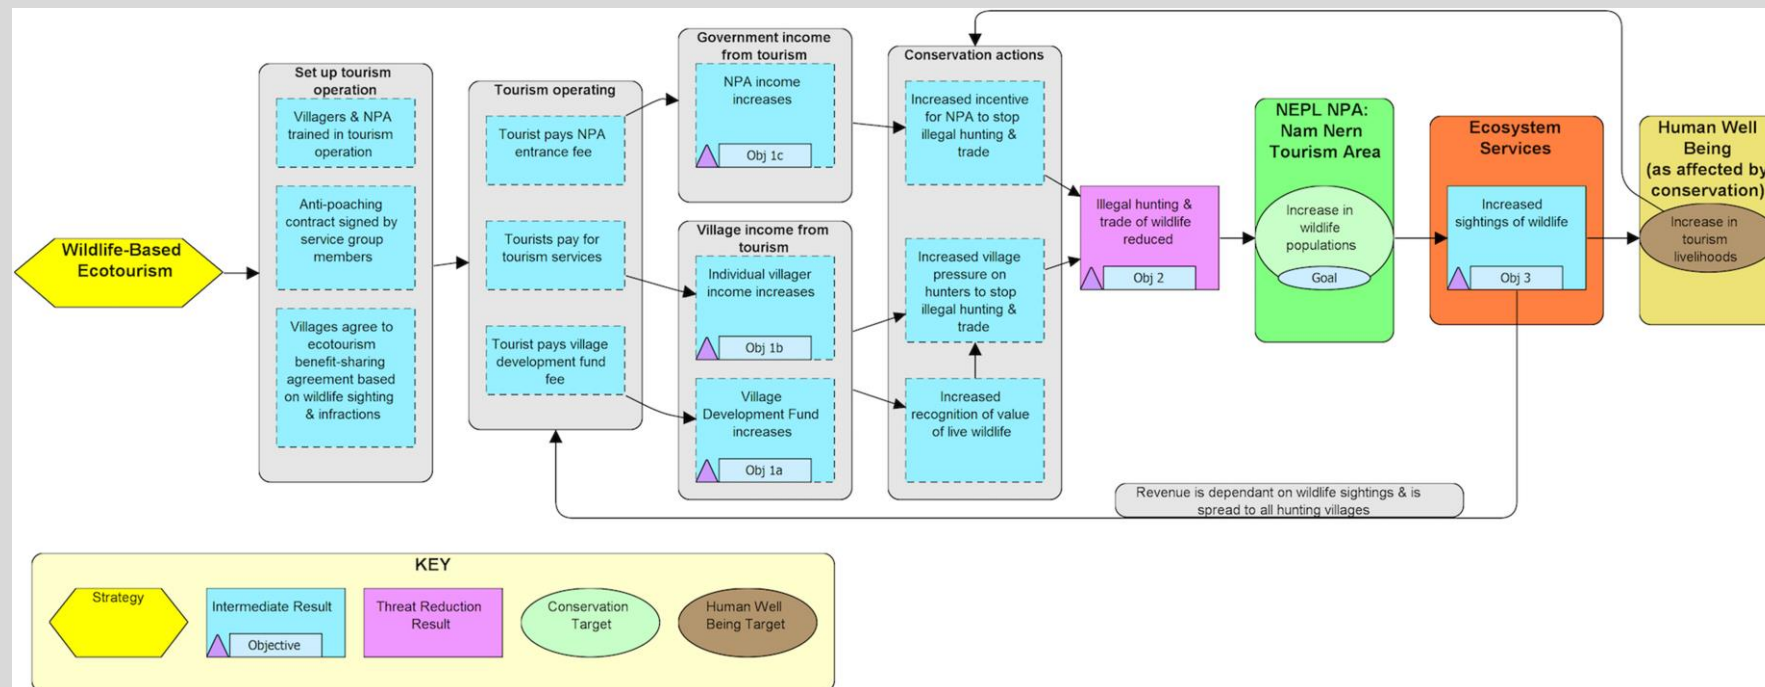 Wildlife-Based
Ecotourism
Set up tourism
operation
Villagers & NPA
trained in tourism
operation
Anti-poaching
contract signed by
service group
members
Villages agree to
ecotourism
benefit-sharing
agreement based
on wildlife sighting
& infractions
Tourism operating
Tourist pays NPA
entrance fee
Tourists pay for
tourism services
Tourist pays village
development fund
fee
Government income
from tourism
NPA income
increases
Obj 1c
Village income from
tourism
Individual villager
income increases
Obj 1b
Village
Development Fund
increases
Obj 1a
Conservation actions
Increased incentive
for NPA to stop
illegal hunting &
trade
Increased village
pressure on
hunters to stop
illegal hunting &
trade
Increased
recognition of value
of live wildlife
Illegal hunting &
trade of wildlife
reduced
Obj 2
NEPL NPA:
Nam Nern
Tourism Area
Increase in
wildlife
populations
Goal
Ecosystem
Services
Increased
sightings of wildlife
Obj 3
Human Well
Being
(as affected by
conservation)
Increase in
tourism
livelihoods
Revenue is dependant on wildlife sightings & is
spread to all hunting villages
KEY
Strategy
Intermediate Result
Objective
Threat Reduction
Result
Conservation
Target
Human Well
Being Target